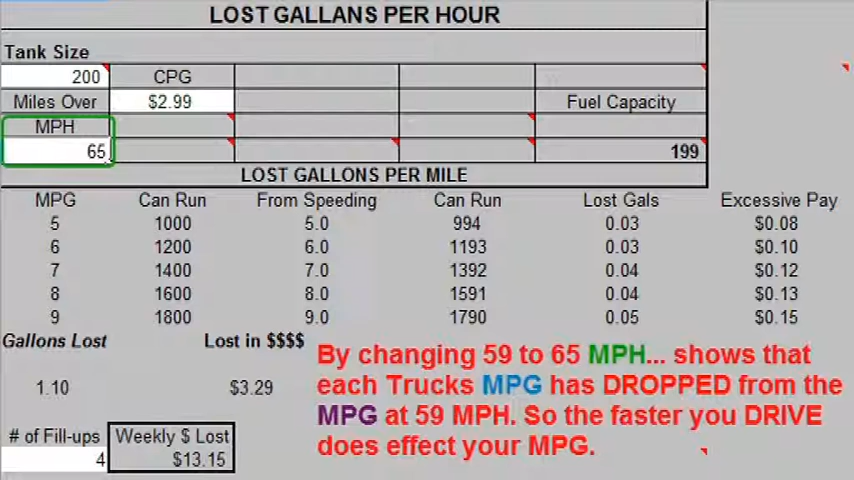 LOST GALLANS PER HOUR
Tank Size
200 CPG
Miles Over $2.99 Fuel Capacity
MPH
65 199
LOST GALLONS PER MILE
MPG Can Run From Speeding Can Run Lost Gals Excessive Pay
5 1000 5.0 994 0.03 $0.08
6 1200 6.0 1193 0.03 $0.10
7 1400 7.0 1392 0.04 $0.12
8 1600 8.0 1591 0.04 $0.13
9 1800 9.0 1790 0.05 $0.15
Gallons Lost Lost in $$$$
1.10 $3.29
# of Fill-ups Weekly $ Lost
4 $13.15
By changing 59 to 65 MPH... shows that
each Trucks MPG has DROPPED from the
MPG at 59 MPH. So the faster you DRIVE
does effect your MPG.